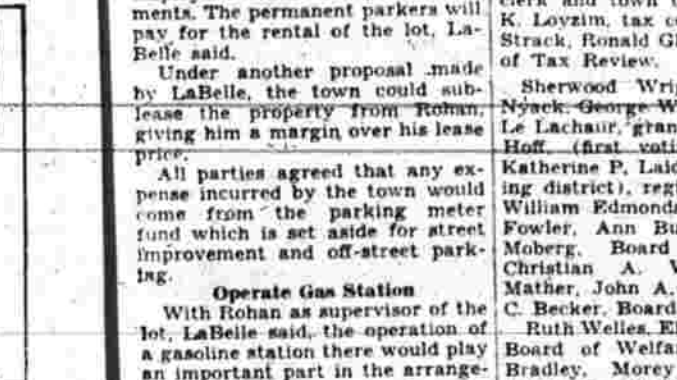 ments. The permanent parkers will
pay for the rental of the lot, La-
Belle said.
Under another proposal made
by LaBelle, the town could sub-
lease the property from Rohan,
giving him a margin over his lease
price.
All parties agreed that any ex-
pense incurred by the town would
come from the parking meter
fund which is set aside for street
improvement and off-street park-
ing.
Operate Gas Station
With Rohan as supervisor of the
lot, LaBelle said, the operation of
a gasoline station there would play
an important part in the arrange-
clerk and town
K. Loyzim, tax
Strack, Ronald
of Tax Review.
Sherwood
Nyack. George
Le Lachaur,
Hoff, (first
Katherine P.
ing district),
William
Fowler, Ann
Moberg, Board
Christian A.
Mather, John A.
C. Becker, Board
Ruth Welles,
Board of
Bradley, Morey